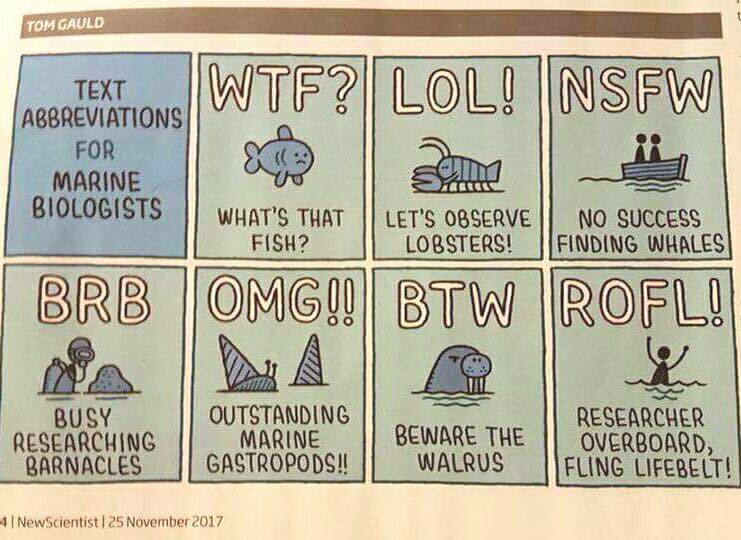 TOM GAULD
TEXT
ABBREVIATIONS
FOR
MARINE
BIOLOGISTS
WTF?
WHAT'S THAT
FISH?
LOL!
LET'S OBSERVE
LOBSTERS!
NSFW
NO SUCCESS
FINDING WHALES
BRB
BUSY
RESEARCHING
BARNACLES
OMG!!
OUTSTANDING
MARINE
GASTROPODS!!
BTW
BEWARE THE
WALRUS
ROFL!
RESEARCHER
OVERBOARD,
FLING LIFEBELT!
4 | NewScientist | 25 November 2017